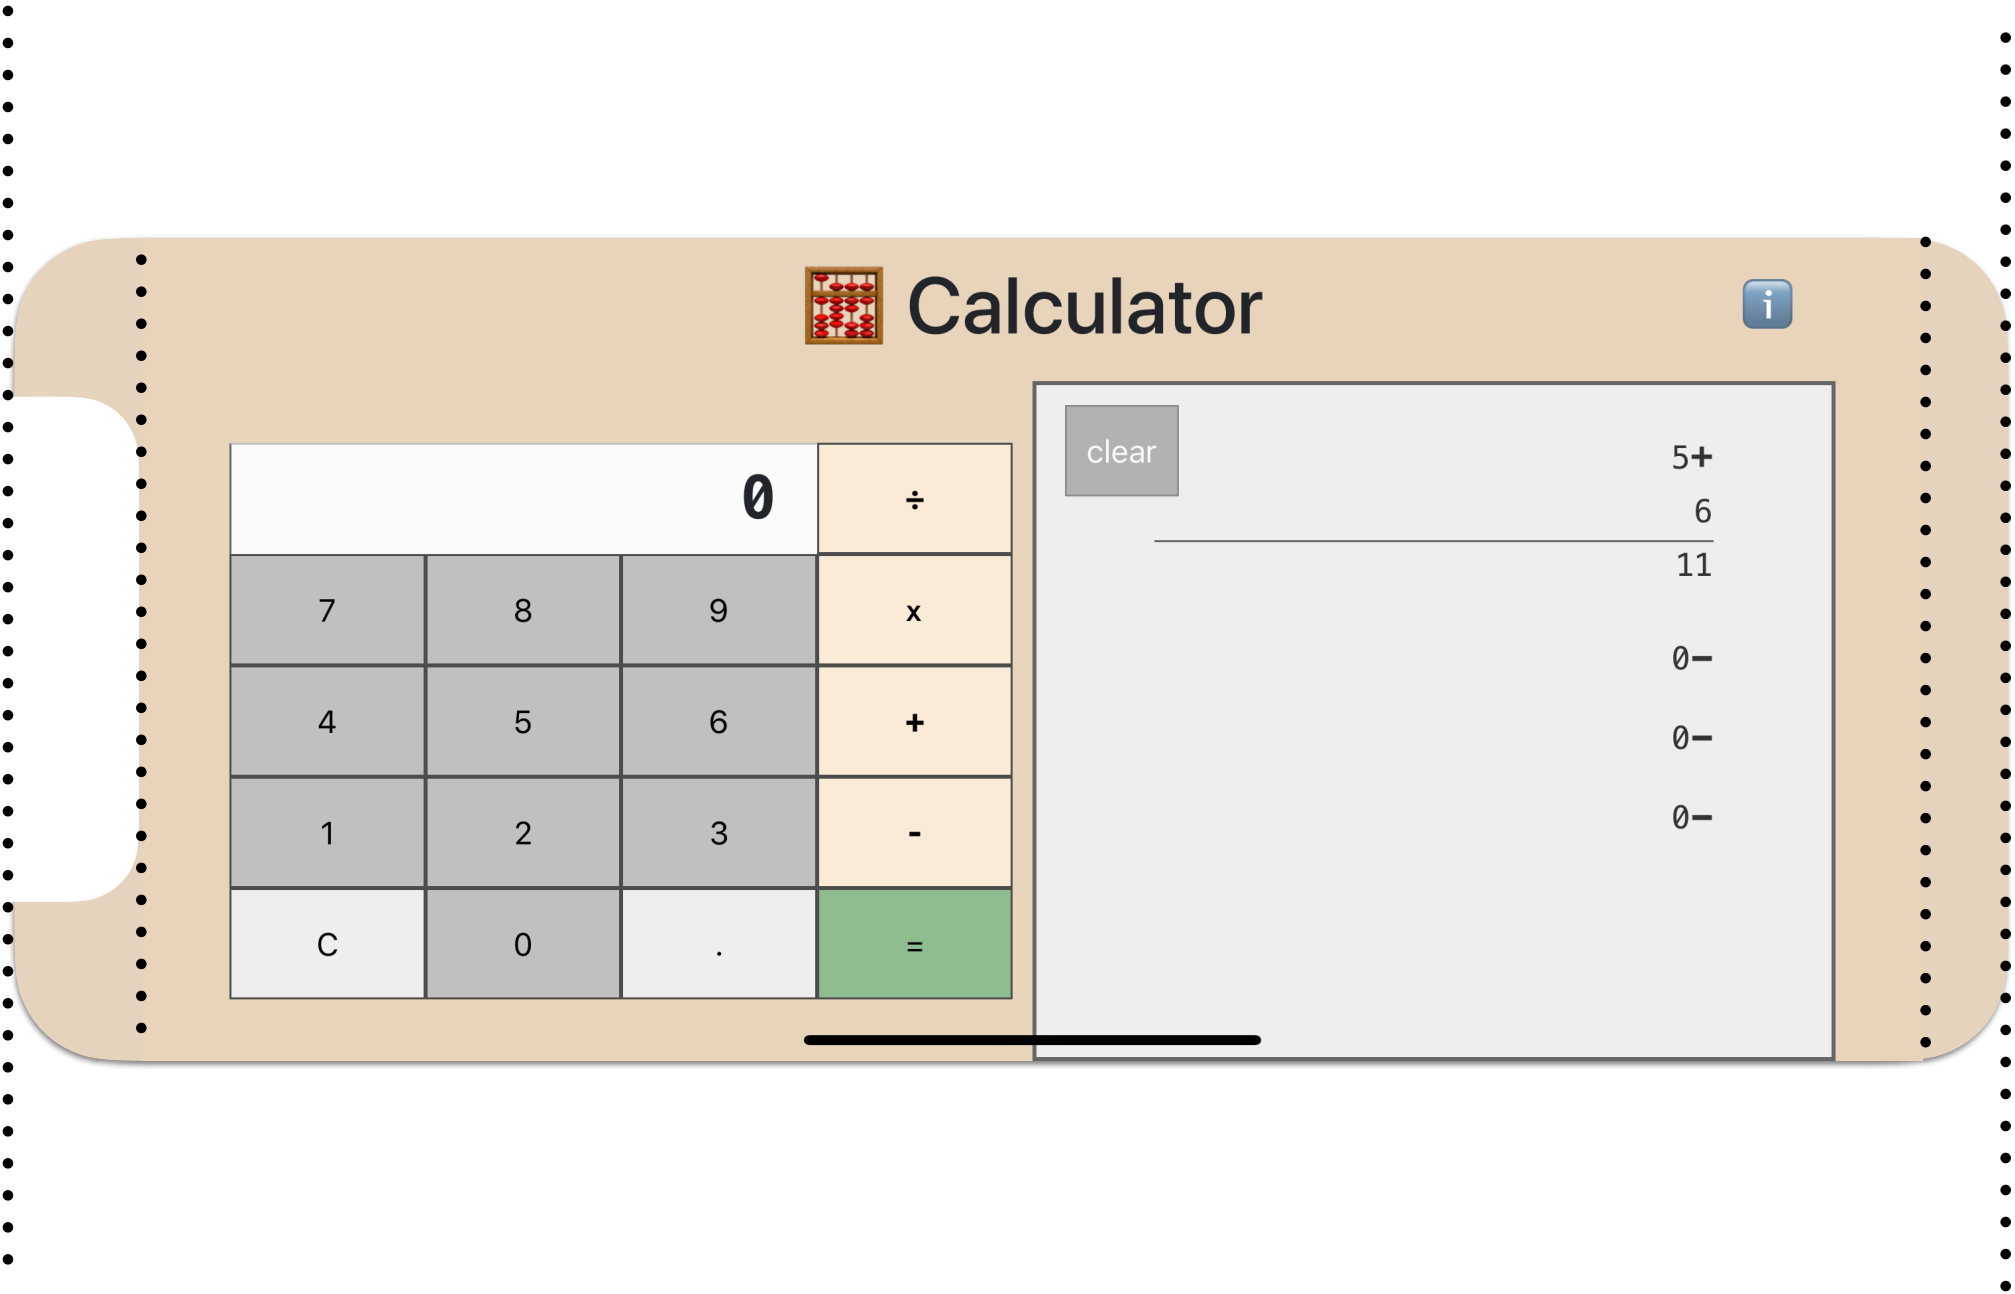 🧮 Calculator ℹ️
0 ÷
7 8 9 x
4 5 6 +
1 2 3 -
C 0 . =
clear
5+
6
11
0-
0-
0-